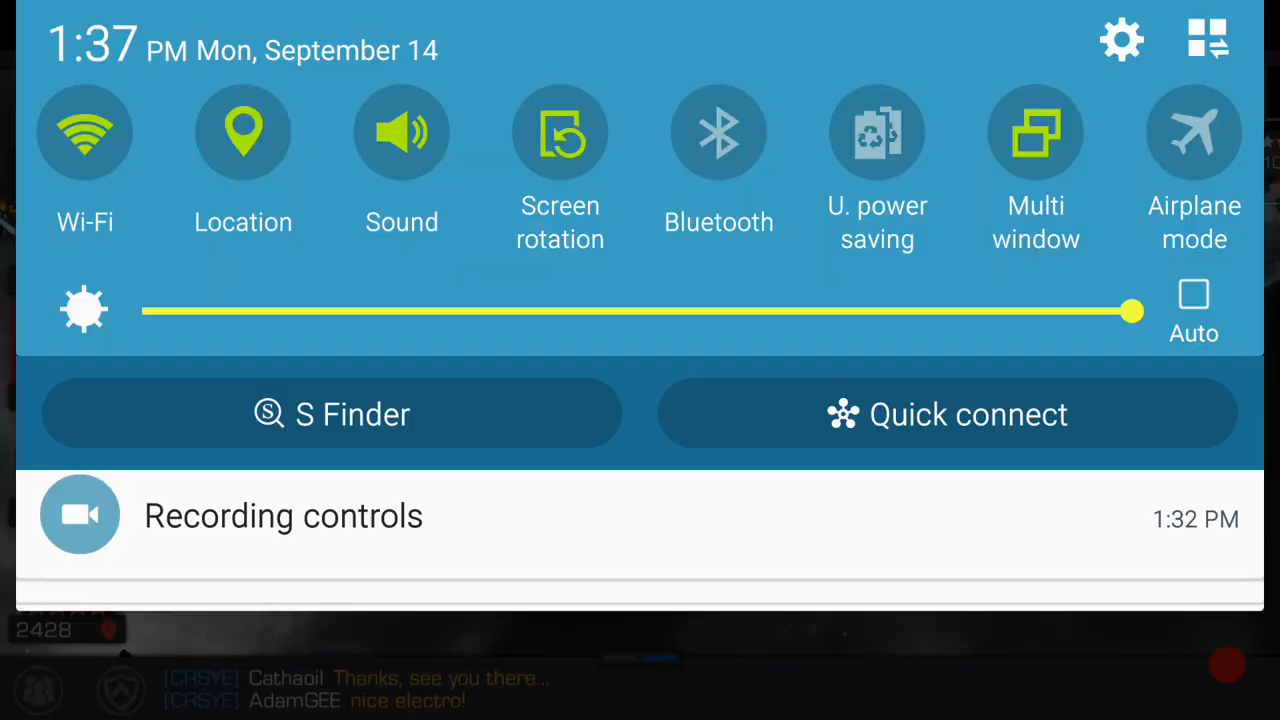 1:37 PM Mon, September 14
Wi-Fi
Location
Sound
Screen
rotation
Bluetooth
U. power
saving
Multi
window
Airplane
mode
Auto
S Finder
Quick connect
Recording controls
1:32 PM
2428
[CRSYE] Cathaoil Thanks, see you there...
[CRSYE] AdamGEE nice electro!